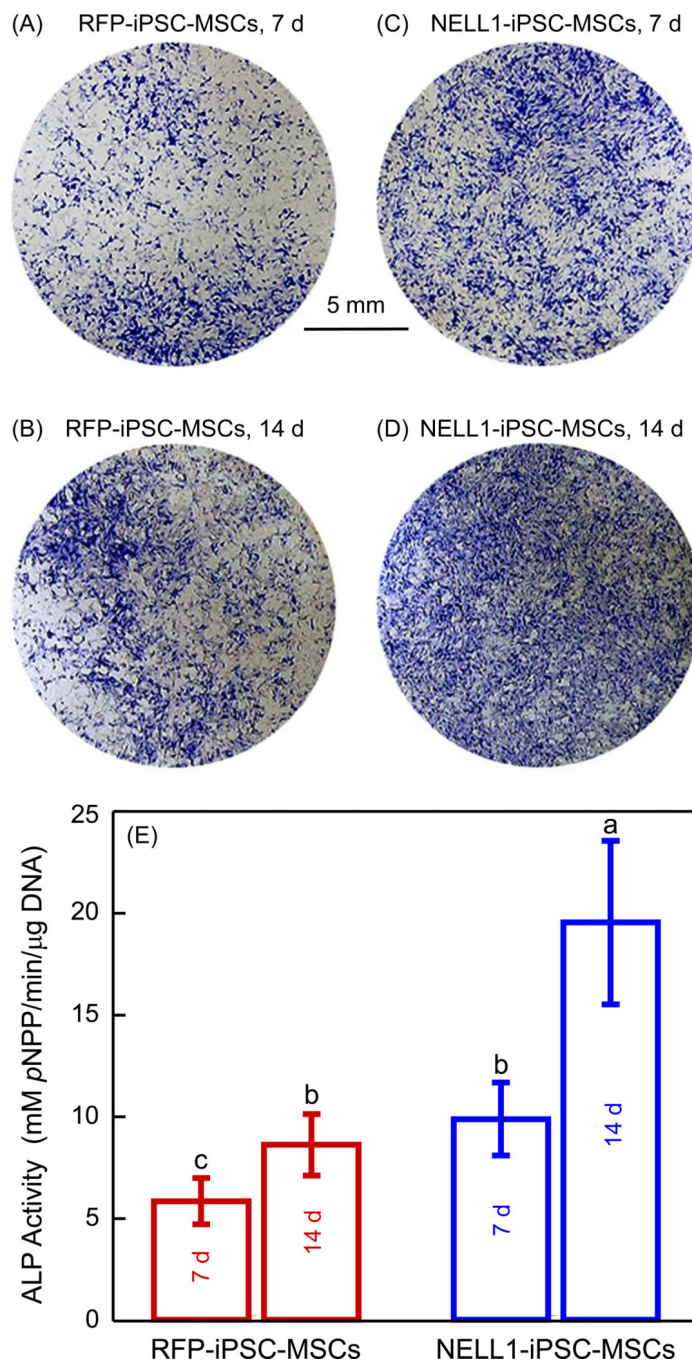 (A) RFP-iPSC-MSCs, 7 d
(C) NELL1-iPSC-MSCs, 7 d
5 mm
(B) RFP-iPSC-MSCs, 14 d
(D) NELL1-iPSC-MSCs, 14 d
(E)
ALP Activity (mM pNPP/min/μg DNA)
25
20
15
10
5
0
c
b
b
a
7 d
14 d
7 d
14 d
RFP-iPSC-MSCs
NELL1-iPSC-MSCs